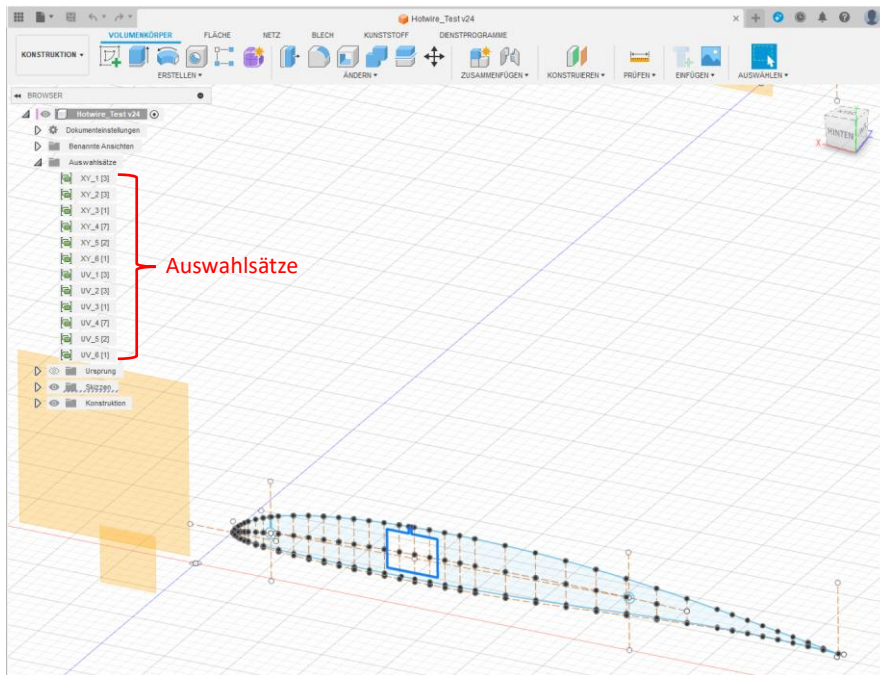 Hotwire_Test v24
VOLUMENKÖRPER FLÄCHE NETZ BLECH KUNSTSTOFF DIENSTPROGRAMME
KONSTRUKTION
ERSTELLEN ÄNDERN ZUSAMMENFÜGEN KONSTRUIEREN PRÜFEN EINFÜGEN AUSWÄHLEN
BROWSER
Hotwire_Test v24
Dokumenteinstellungen
Benannte Ansichten
Auswahlsätze
XY_1 [3]
XY_2 [3]
XY_3 [1]
XY_4 [7]
XY_5 [2]
XY_6 [1]
UV_1 [3]
UV_2 [3]
UV_3 [1]
UV_4 [7]
UV_5 [2]
UV_6 [1]
Ursprung
Skizzen
Konstruktion
Auswahlsätze
HINTEN
X
Z